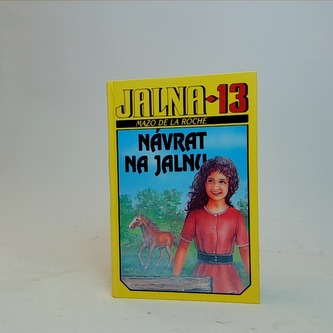 JALNA-13
MAZO DE LA ROCHE
NÁVRAT
NA JALNU